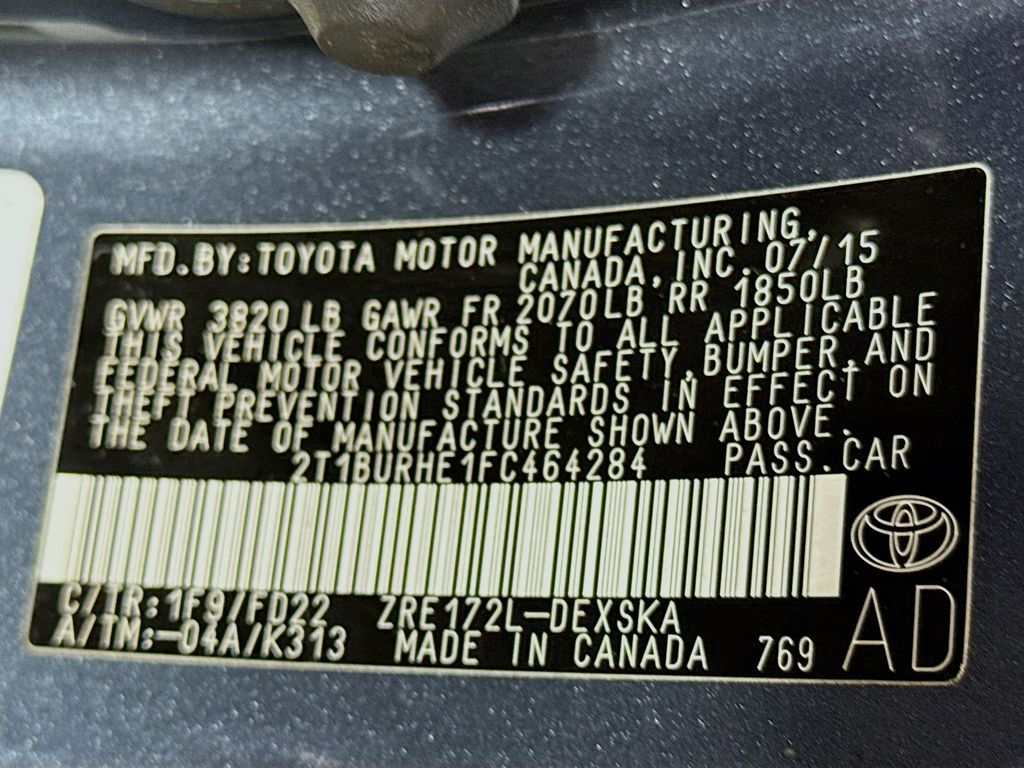 MFD.BY:TOYOTA MOTOR MANUFACTURING,
CANADA, INC. 07/15
GVWR 3820 LB GAWR FR 2070LB RR 1850LB
THIS VEHICLE CONFORMS TO ALL APPLICABLE
FEDERAL MOTOR VEHICLE SAFETY, BUMPER, AND
THEFT PREVENTION STANDARDS IN EFFECT ON
THE DATE OF MANUFACTURE SHOWN ABOVE.
2T1BURHE1FC464284 PASS.CAR
C/TR:1F9/FD22 ZRE172L-DEXSKA
A/TM:-04A/K313 MADE IN CANADA 769
AD